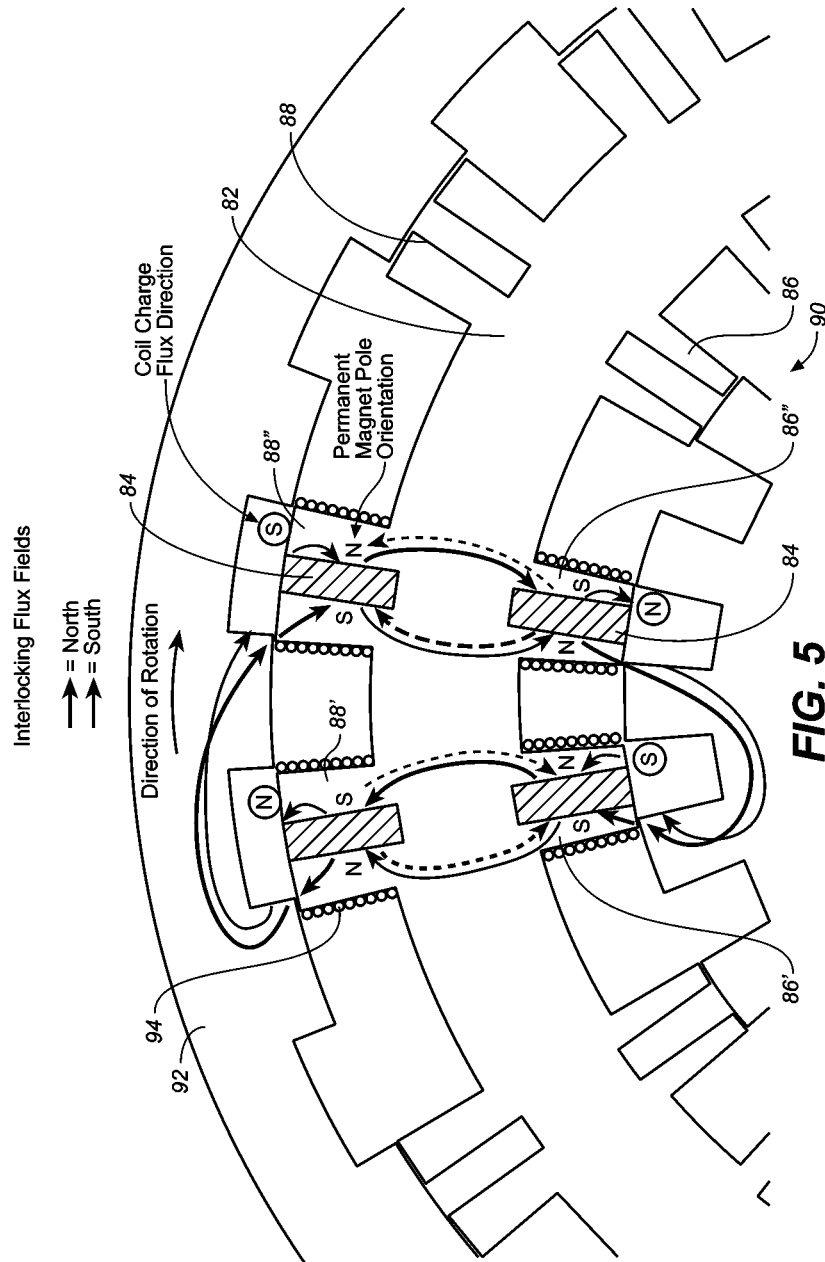 Interlocking Flux Fields
= North
= South
Direction of Rotation
Coil Charge
Flux Direction
Permanent
Magnet Pole
Orientation
92
94
84
88"
82
88
88'
N
S
N
S
S
N
S
N
S
N
N
S
86'
86"
84
86
90
FIG. 5